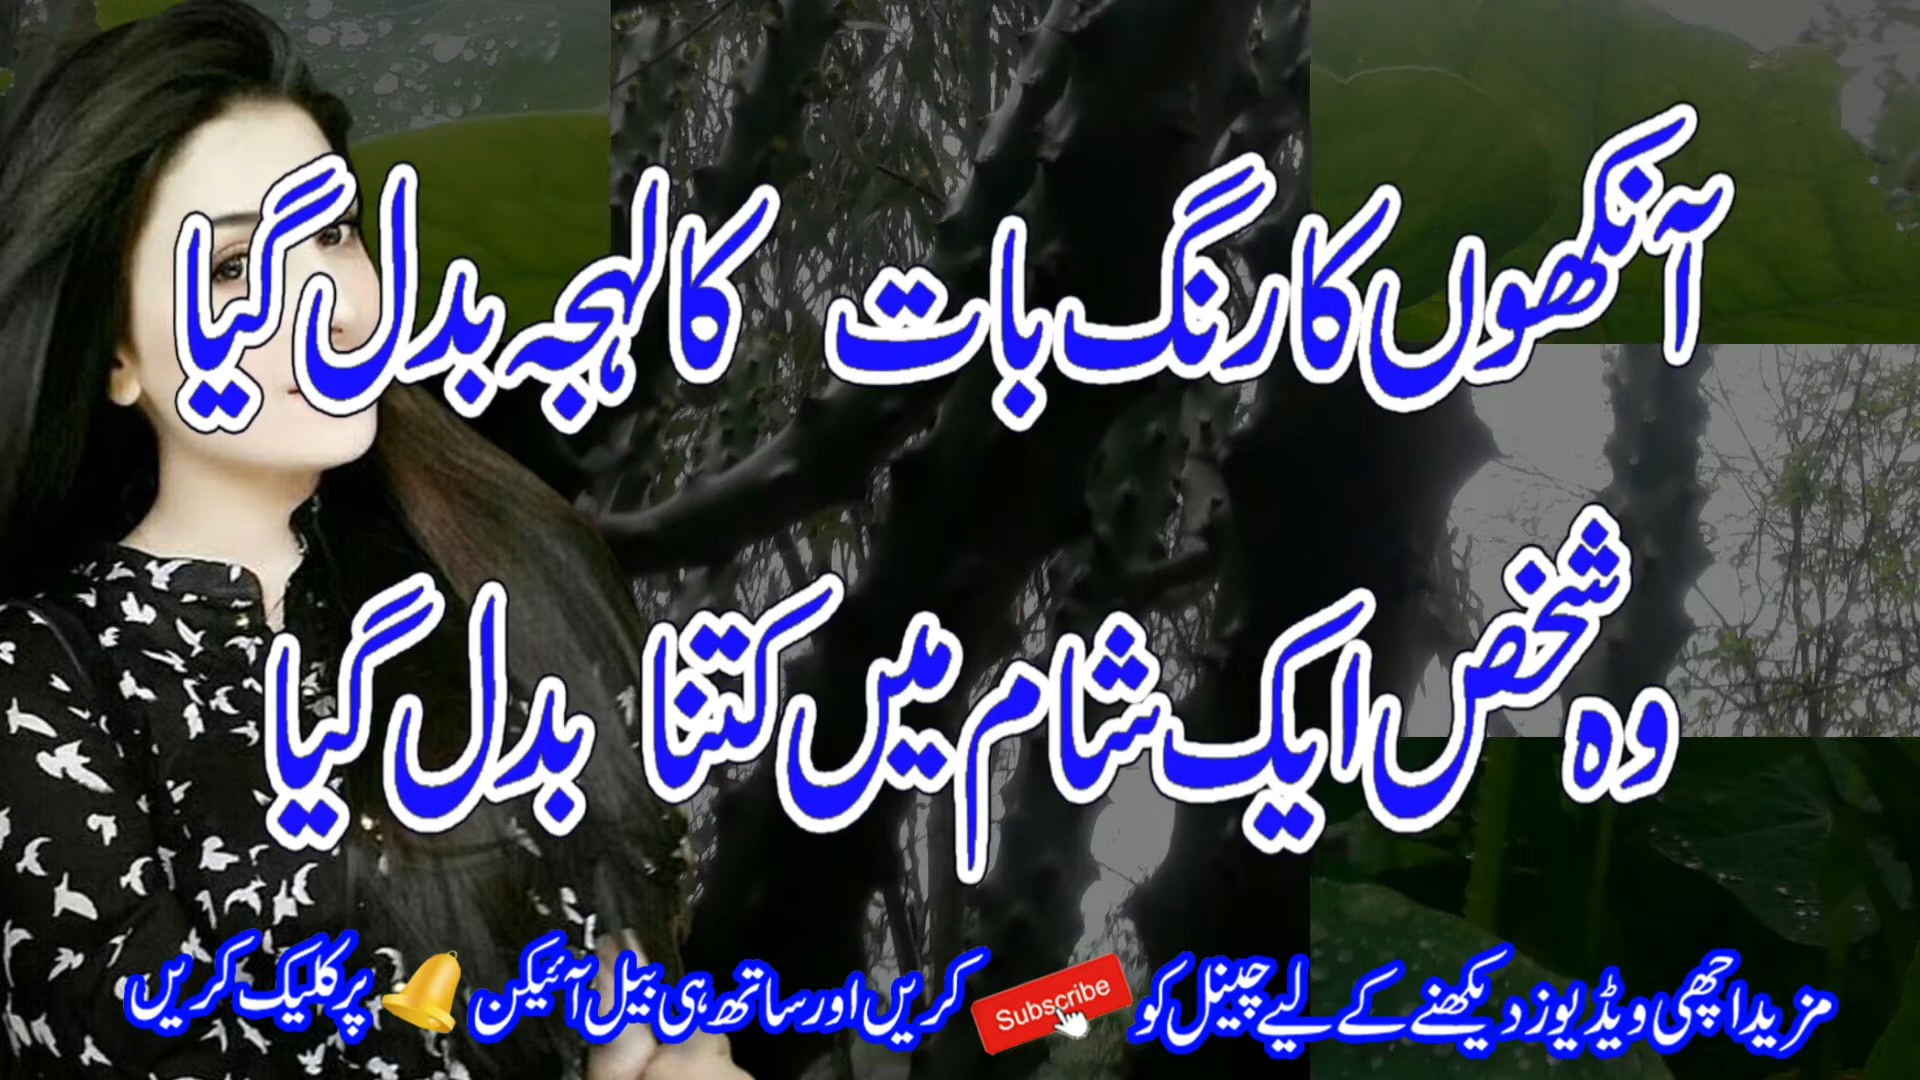 آنکھوں کا رنگ بات کا لہجہ بدل گیا
وہ شخص ایک شام میں کتنا بدل گیا
مزید اچھی ویڈیوز دیکھنے کے لیے چینل کو Subscribe کریں اور ساتھ ہی بیل آئیکن 🔔 پر کلیک کریں